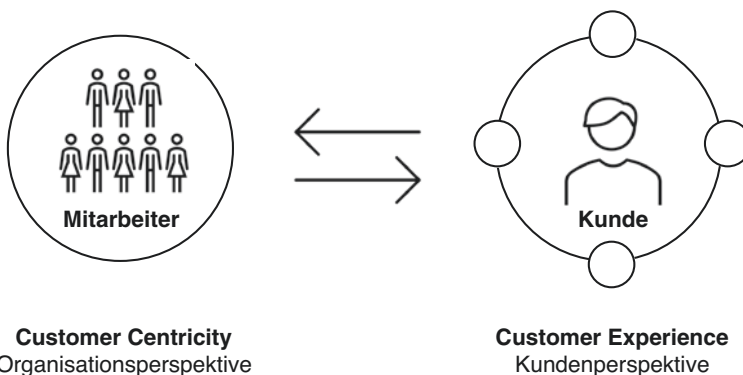 Mitarbeiter
Kunde
Customer Centricity
Organisationsperspektive
Customer Experience
Kundenperspektive